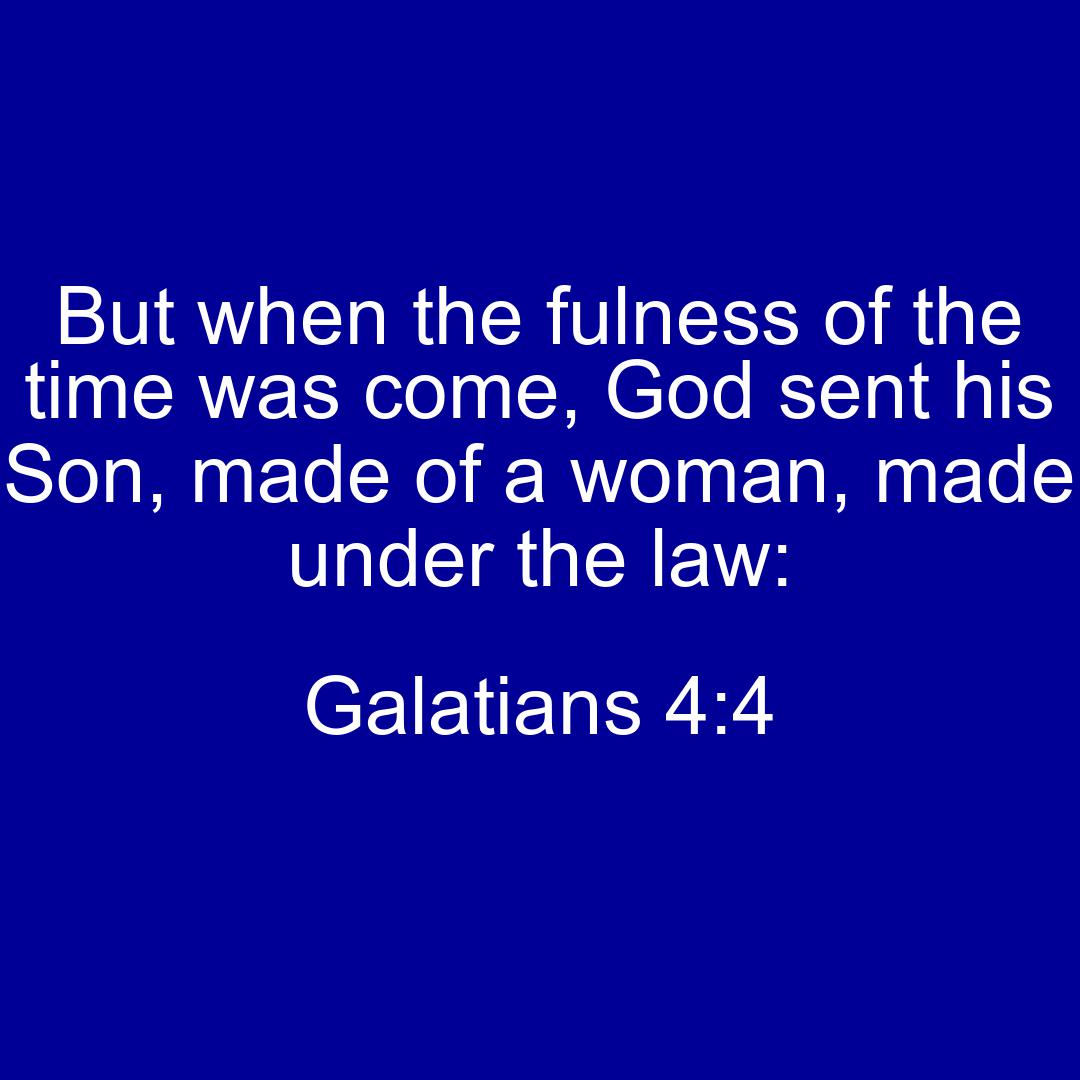 But when the fulness of the
time was come, God sent his
Son, made of a woman, made
under the law:
Galatians 4:4